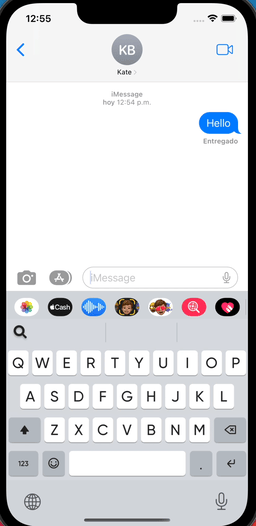 12:55
KB
Kate
iMessage
hoy 12:54 p.m.
Hello
Entregado
iMessage
Cash
Q W E R T Y U I O P
A S D F G H J K L
Z X C V B N M
123 .